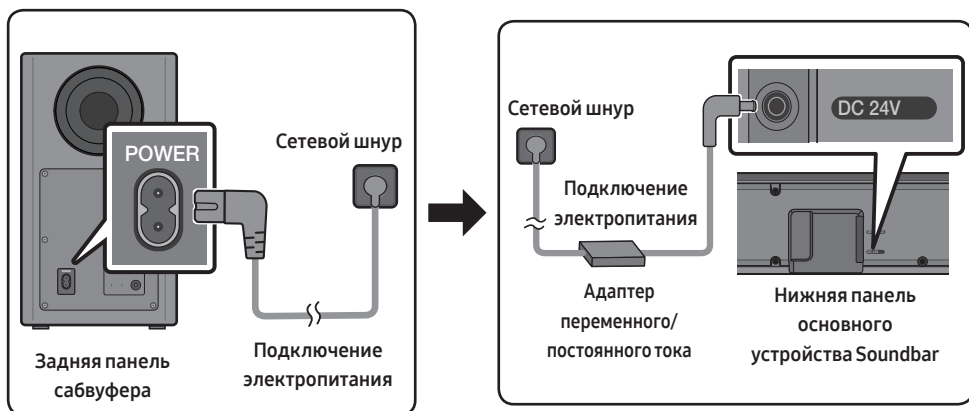 POWER
Сетевой шнур
Задняя панель
сабвуфера
Подключение
электропитания
DC 24V
Сетевой шнур
Подключение
электропитания
Адаптер
переменного/
постоянного тока
Нижняя панель
основного
устройства Soundbar